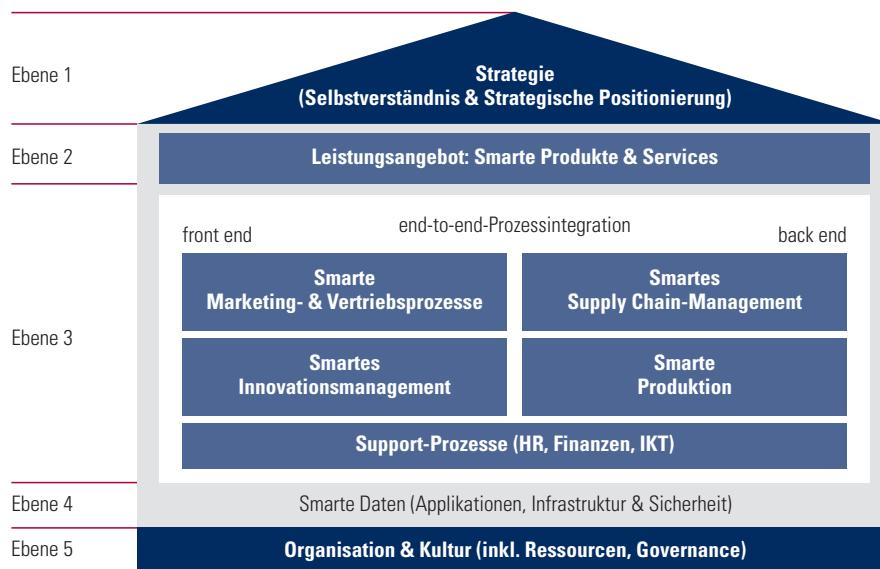 Ebene 1
Strategie
(Selbstverständnis & Strategische Positionierung)
Ebene 2
Leistungsangebot: Smarte Produkte & Services
end-to-end-Prozessintegration
front end
back end
Smarte
Marketing- & Vertriebsprozesse
Smartes
Supply Chain-Management
Ebene 3
Smartes
Innovationsmanagement
Smarte
Produktion
Support-Prozesse (HR, Finanzen, IKT)
Ebene 4
Smarte Daten (Applikationen, Infrastruktur & Sicherheit)
Ebene 5
Organisation & Kultur (inkl. Ressourcen, Governance)